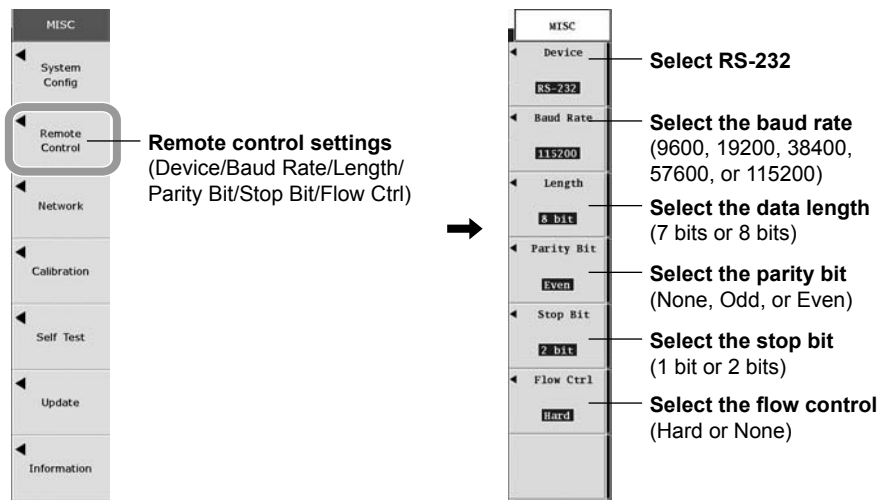 MISC
System
Config
Remote
Control
Network
Calibration
Self Test
Update
Information
Remote control settings
(Device/Baud Rate/Length/
Parity Bit/Stop Bit/Flow Ctrl)
MISC
Device
RS-232
Baud Rate
115200
Length
8 bit
Parity Bit
Even
Stop Bit
2 bit
Flow Ctrl
Hard
Select RS-232
Select the baud rate
(9600, 19200, 38400,
57600, or 115200)
Select the data length
(7 bits or 8 bits)
Select the parity bit
(None, Odd, or Even)
Select the stop bit
(1 bit or 2 bits)
Select the flow control
(Hard or None)